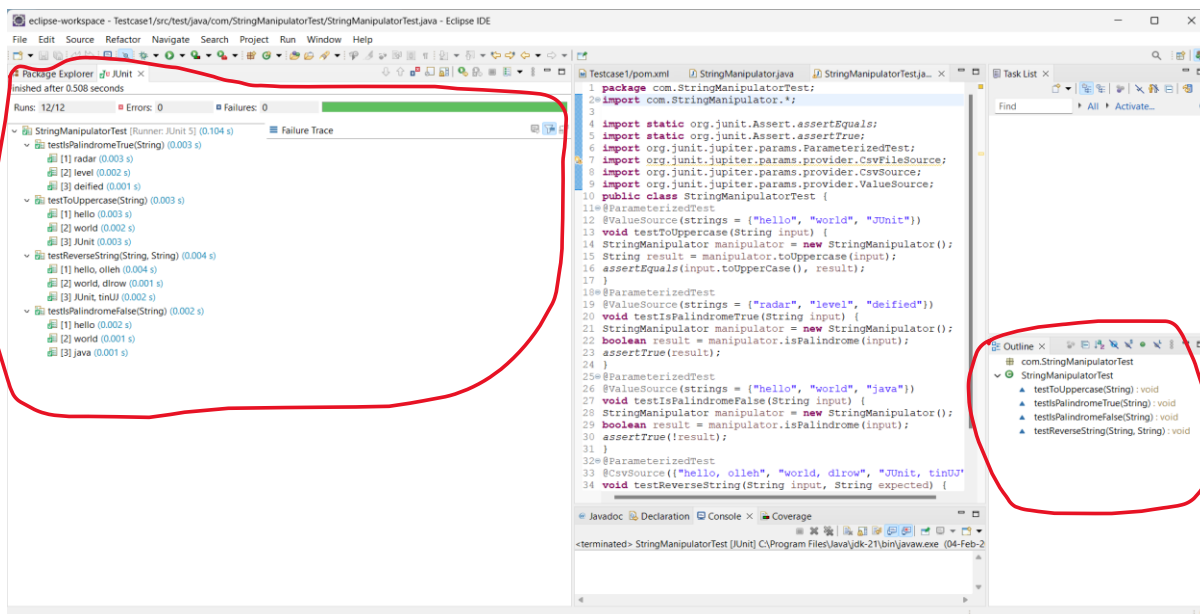 eclipse-workspace - Testcase1/src/test/java/com/StringManipulatorTest/StringManipulatorTest.java - Eclipse IDE
File Edit Source Refactor Navigate Search Project Run Window Help
Package Explorer JUnit ×
inished after 0.508 seconds
Runs: 12/12 Errors: 0 Failures: 0
StringManipulatorTest [Runner: JUnit 5] (0.104 s)
testIsPalindromeTrue(String) (0.003 s)
[1] radar (0.003 s)
[2] level (0.002 s)
[3] deified (0.001 s)
testToUppercase(String) (0.003 s)
[1] hello (0.003 s)
[2] world (0.002 s)
[3] JUnit (0.003 s)
testReverseString(String, String) (0.004 s)
[1] hello, olleh (0.004 s)
[2] world, dlrow (0.001 s)
[3] JUnit, tinUJ (0.002 s)
testIsPalindromeFalse(String) (0.002 s)
[1] hello (0.002 s)
[2] world (0.001 s)
[3] java (0.001 s)
Failure Trace
Testcase1/pom.xml StringManipulator.java StringManipulatorTest.ja... ×
1 package com.StringManipulatorTest;
2 import com.StringManipulator.*;
3
4 import static org.junit.Assert.assertEquals;
5 import static org.junit.Assert.assertTrue;
6 import org.junit.jupiter.params.ParameterizedTest;
7 import org.junit.jupiter.params.provider.CsvFileSource;
8 import org.junit.jupiter.params.provider.CsvSource;
9 import org.junit.jupiter.params.provider.ValueSource;
10 public class StringManipulatorTest {
11 @ParameterizedTest
12 @ValueSource(strings = {"hello", "world", "JUnit"})
13 void testToUppercase(String input) {
14 StringManipulator manipulator = new StringManipulator();
15 String result = manipulator.toUppercase(input);
16 assertEquals(input.toUpperCase(), result);
17 }
18 @ParameterizedTest
19 @ValueSource(strings = {"radar", "level", "deified"})
20 void testIsPalindromeTrue(String input) {
21 StringManipulator manipulator = new StringManipulator();
22 boolean result = manipulator.isPalindrome(input);
23 assertTrue(result);
24 }
25 @ParameterizedTest
26 @ValueSource(strings = {"hello", "world", "java"})
27 void testIsPalindromeFalse(String input) {
28 StringManipulator manipulator = new StringManipulator();
29 boolean result = manipulator.isPalindrome(input);
30 assertTrue(!result);
31 }
32 @ParameterizedTest
33 @CsvSource({"hello, olleh", "world, dlrow", "JUnit, tinUJ"
34 void testReverseString(String input, String expected) {
Javadoc Declaration Console × Coverage
<terminated> StringManipulatorTest [JUnit] C:\Program Files\Java\jdk-21\bin\javaw.exe (04-Feb-2
Task List ×
Find All Activate...
Outline ×
com.StringManipulatorTest
StringManipulatorTest
testToUppercase(String) : void
testIsPalindromeTrue(String) : void
testIsPalindromeFalse(String) : void
testReverseString(String, String) : void